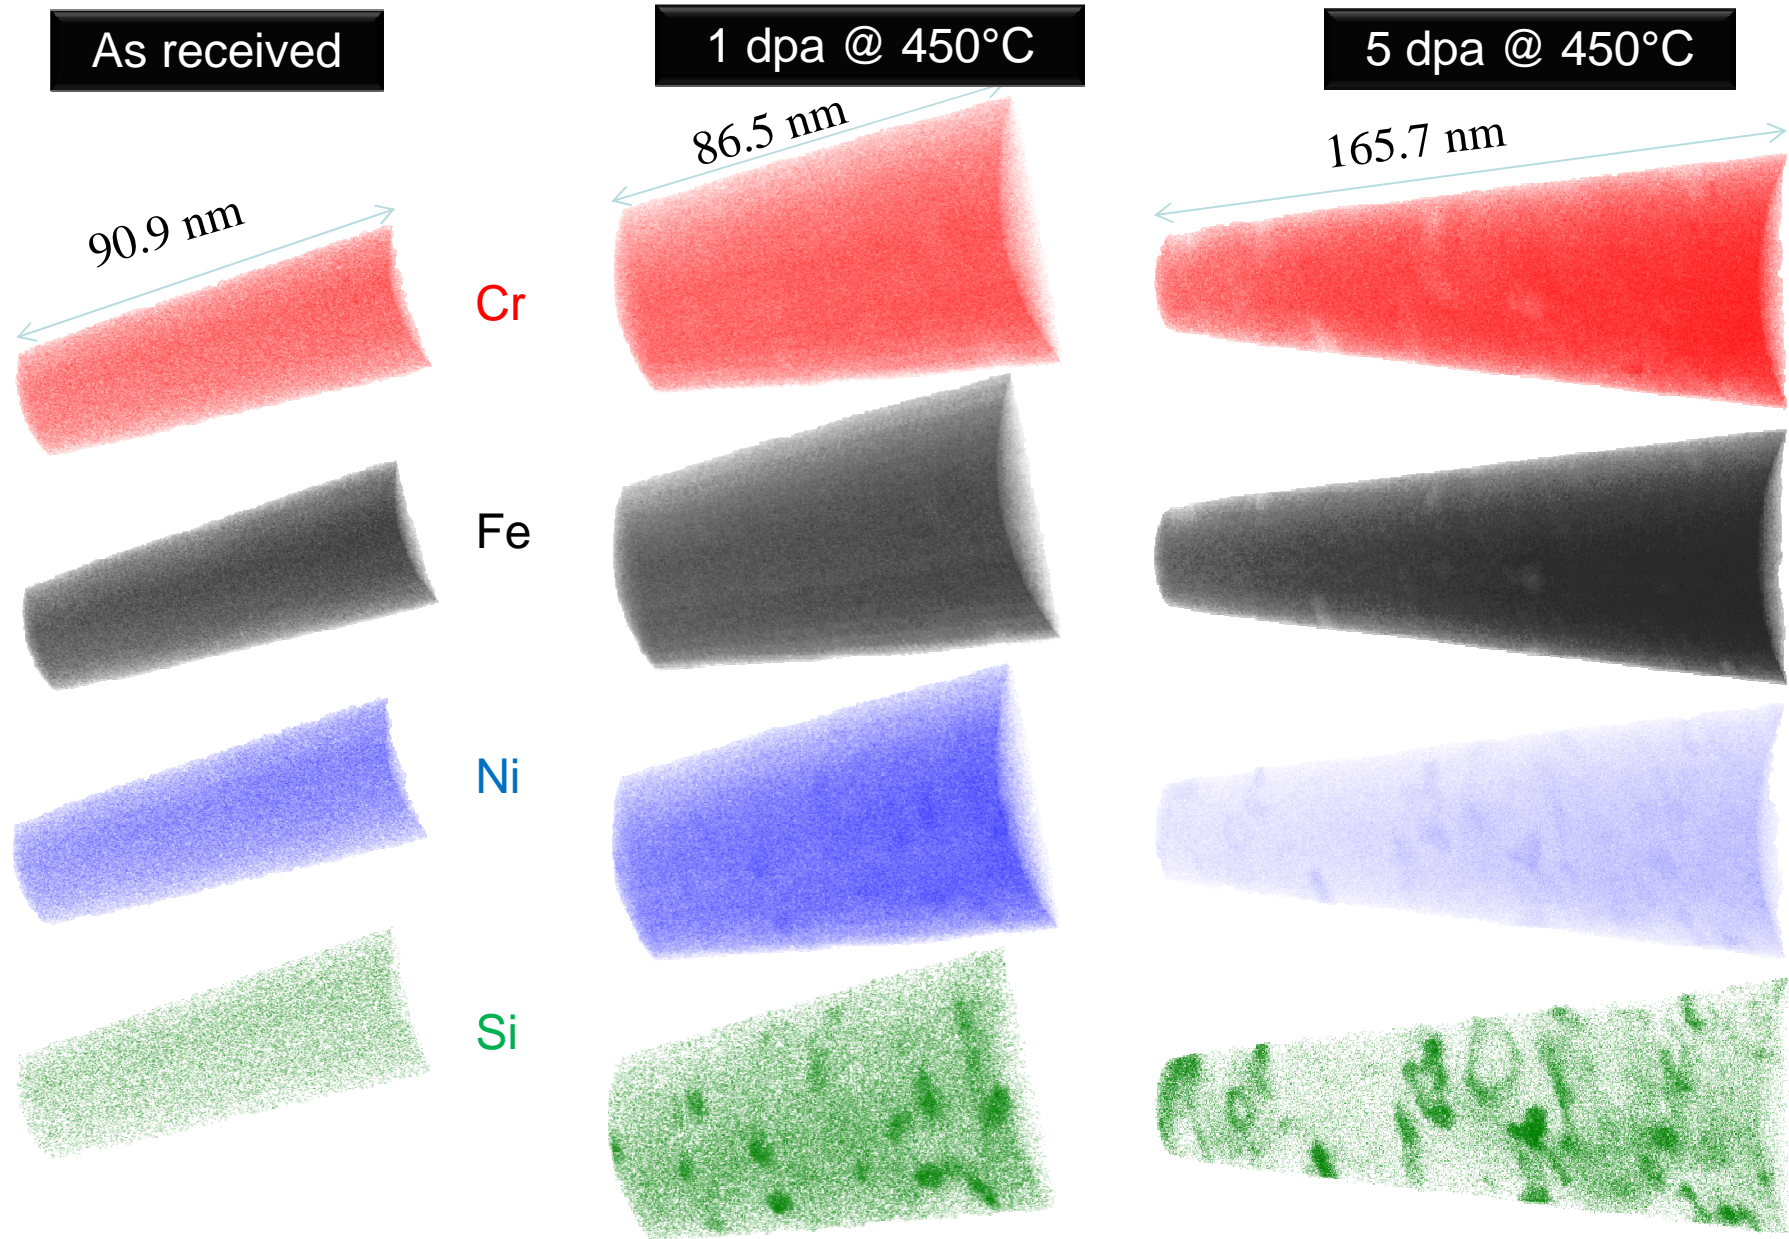 As received
1 dpa @ 450°C
5 dpa @ 450°C
90.9 nm
86.5 nm
165.7 nm
Cr
Fe
Ni
Si